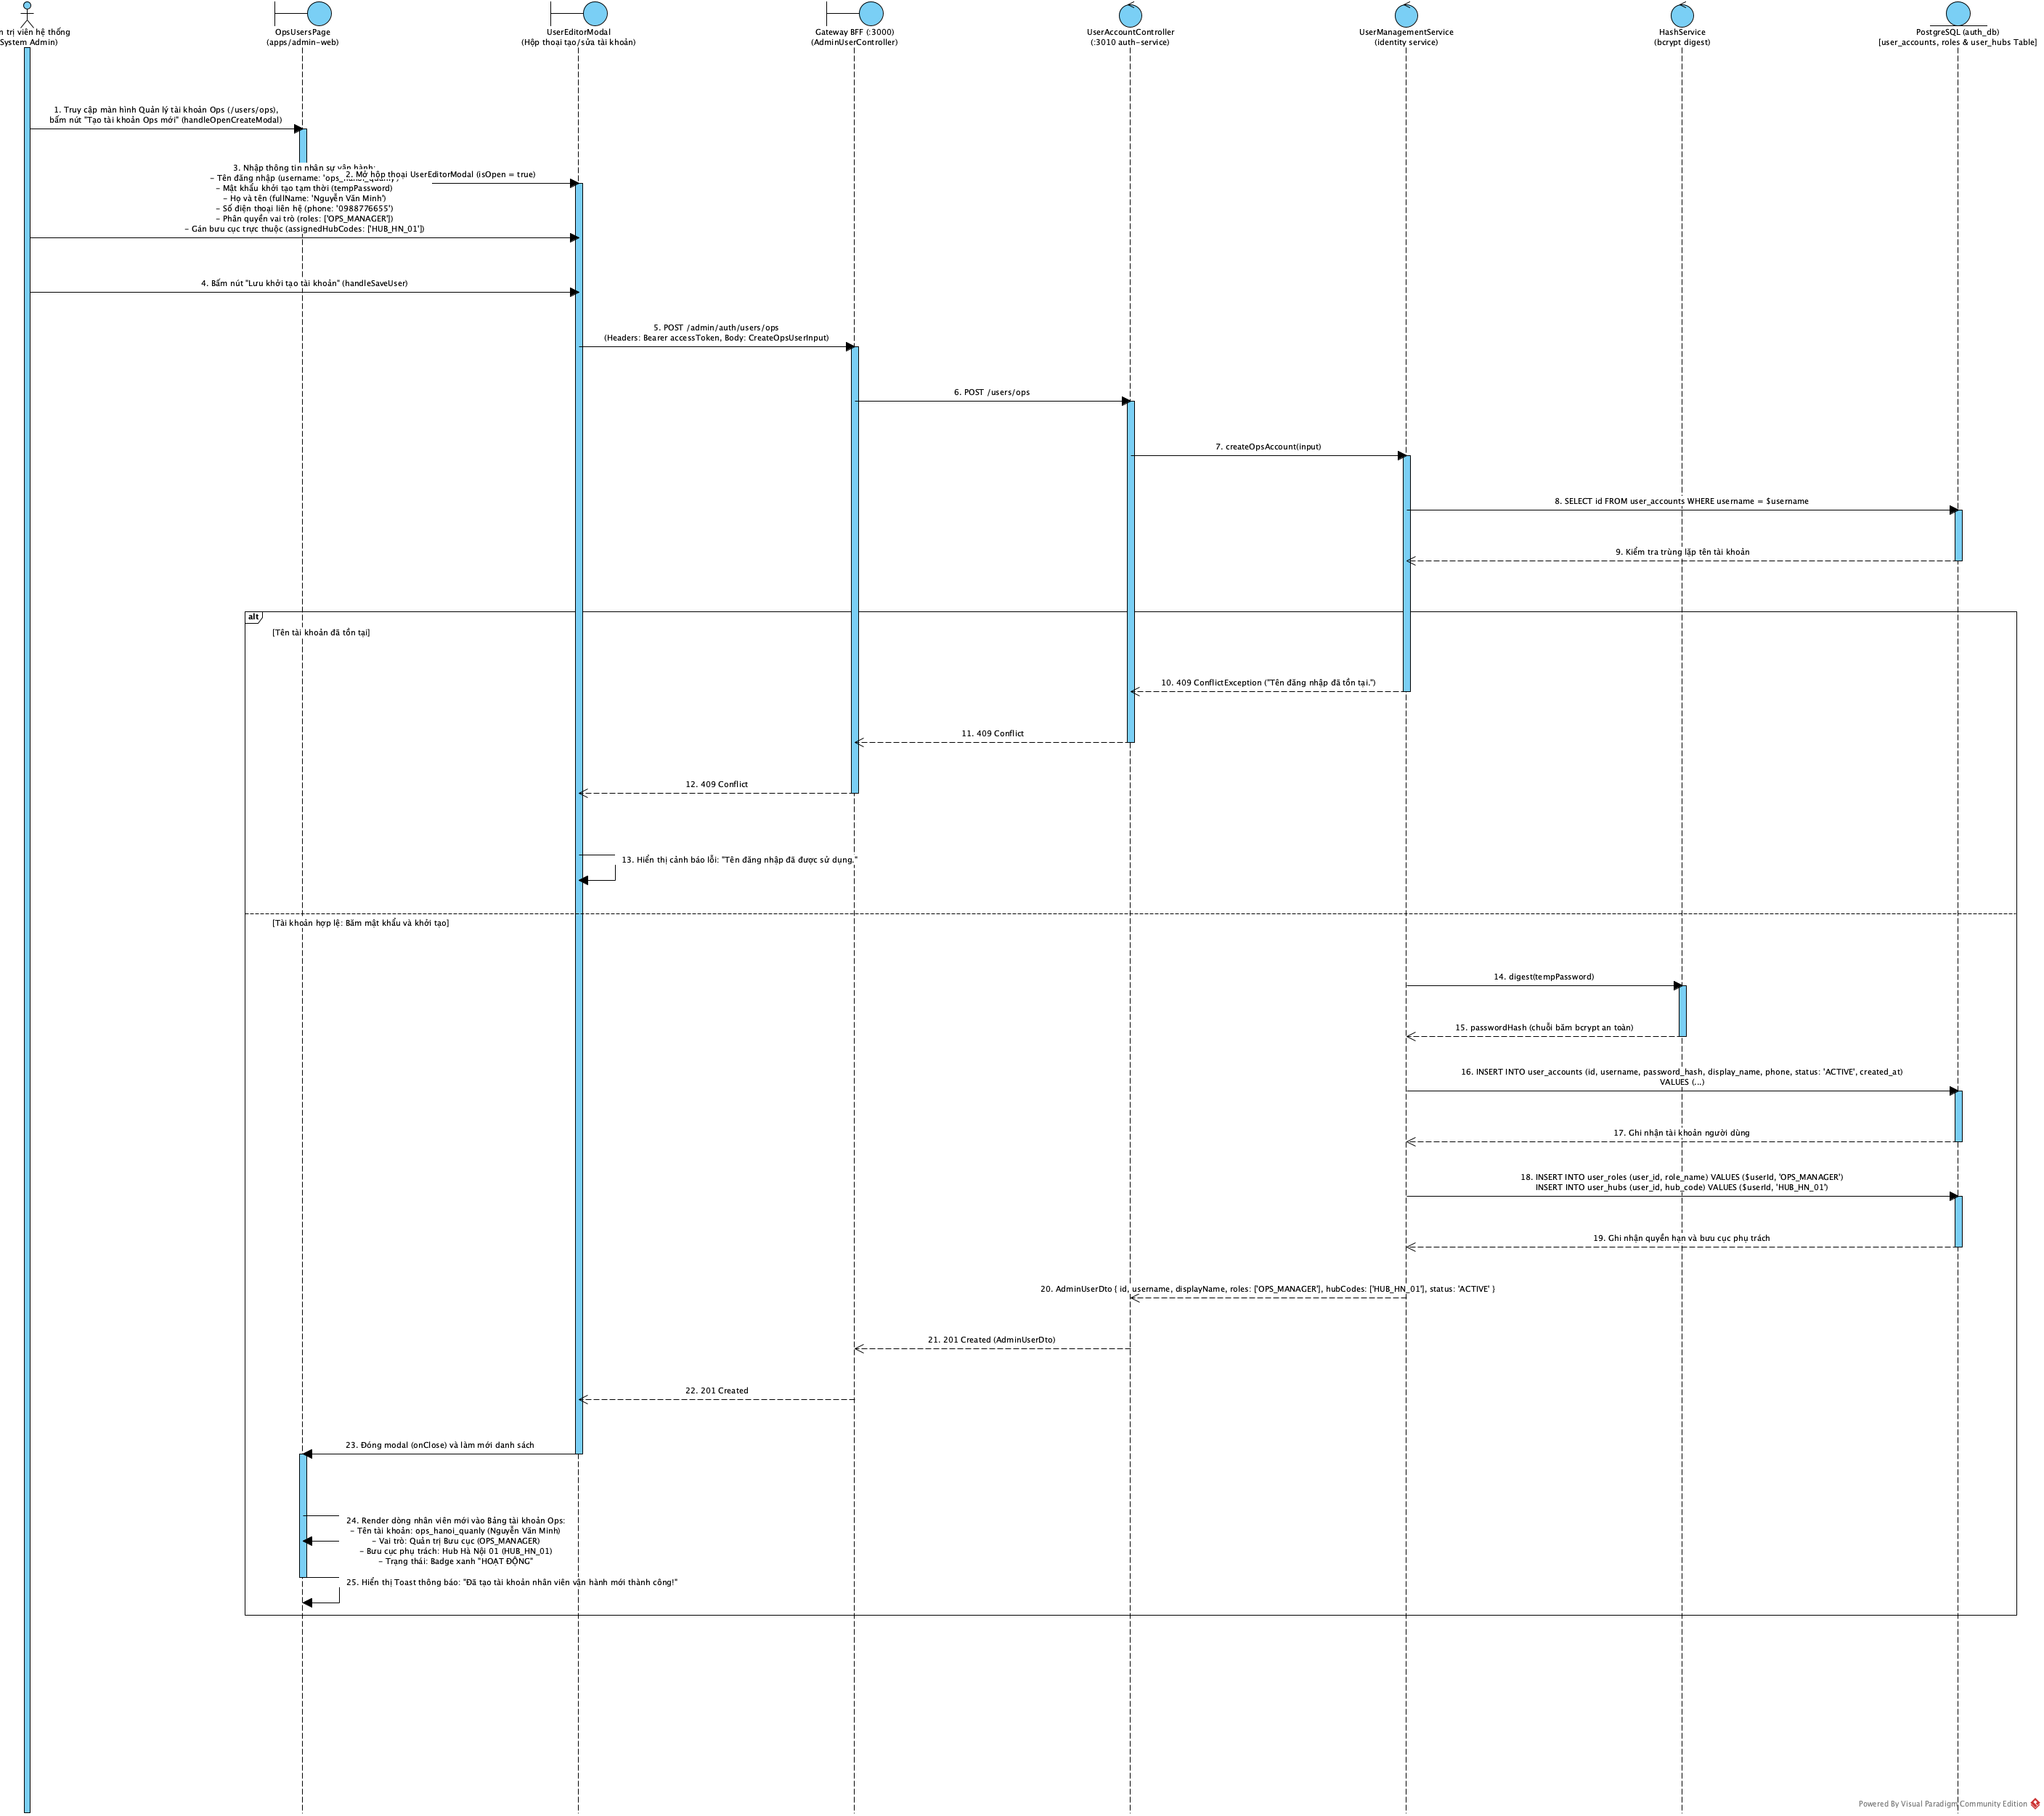 n trị viên hệ thống
System Admin)
OpsUsersPage
(apps/admin-web)
UserEditorModal
(Hộp thoại tạo/sửa tài khoản)
Gateway BFF (:3000)
(AdminUserController)
UserAccountController
(:3010 auth-service)
UserManagementService
(identity service)
HashService
(bcrypt digest)
PostgreSQL (auth_db)
[user_accounts, roles & user_hubs Table]
1. Truy cập màn hình Quản lý tài khoản Ops (/users/ops),
bấm nút "Tạo tài khoản Ops mới" (handleOpenCreateModal)
2. Mở hộp thoại UserEditorModal (isOpen = true)
3. Nhập thông tin nhân sự vận hành:
- Tên đăng nhập (username: 'ops_hanoi_quanly')
- Mật khẩu khởi tạo tạm thời (tempPassword)
- Họ và tên (fullName: 'Nguyễn Văn Minh')
- Số điện thoại liên hệ (phone: '0988776655')
- Phân quyền vai trò (roles: ['OPS_MANAGER'])
- Gán bưu cục trực thuộc (assignedHubCodes: ['HUB_HN_01'])
4. Bấm nút "Lưu khởi tạo tài khoản" (handleSaveUser)
5. POST /admin/auth/users/ops
(Headers: Bearer accessToken, Body: CreateOpsUserInput)
6. POST /users/ops
7. createOpsAccount(input)
8. SELECT id FROM user_accounts WHERE username = $username
9. Kiểm tra trùng lặp tên tài khoản
alt
[Tên tài khoản đã tồn tại]
10. 409 ConflictException ("Tên đăng nhập đã tồn tại.")
11. 409 Conflict
12. 409 Conflict
13. Hiển thị cảnh báo lỗi: "Tên đăng nhập đã được sử dụng."
[Tài khoản hợp lệ: Băm mật khẩu và khởi tạo]
14. digest(tempPassword)
15. passwordHash (chuỗi băm bcrypt an toàn)
16. INSERT INTO user_accounts (id, username, password_hash, display_name, phone, status: 'ACTIVE', created_at)
VALUES (...)
17. Ghi nhận tài khoản người dùng
18. INSERT INTO user_roles (user_id, role_name) VALUES ($userId, 'OPS_MANAGER')
INSERT INTO user_hubs (user_id, hub_code) VALUES ($userId, 'HUB_HN_01')
19. Ghi nhận quyền hạn và bưu cục phụ trách
20. AdminUserDto { id, username, displayName, roles: ['OPS_MANAGER'], hubCodes: ['HUB_HN_01'], status: 'ACTIVE' }
21. 201 Created (AdminUserDto)
22. 201 Created
23. Đóng modal (onClose) và làm mới danh sách
24. Render dòng nhân viên mới vào Bảng tài khoản Ops:
- Tên tài khoản: ops_hanoi_quanly (Nguyễn Văn Minh)
- Vai trò: Quản trị Bưu cục (OPS_MANAGER)
- Bưu cục phụ trách: Hub Hà Nội 01 (HUB_HN_01)
- Trạng thái: Badge xanh "HOẠT ĐỘNG"
25. Hiển thị Toast thông báo: "Đã tạo tài khoản nhân viên vận hành mới thành công!"
Powered By Visual Paradigm Community Edition